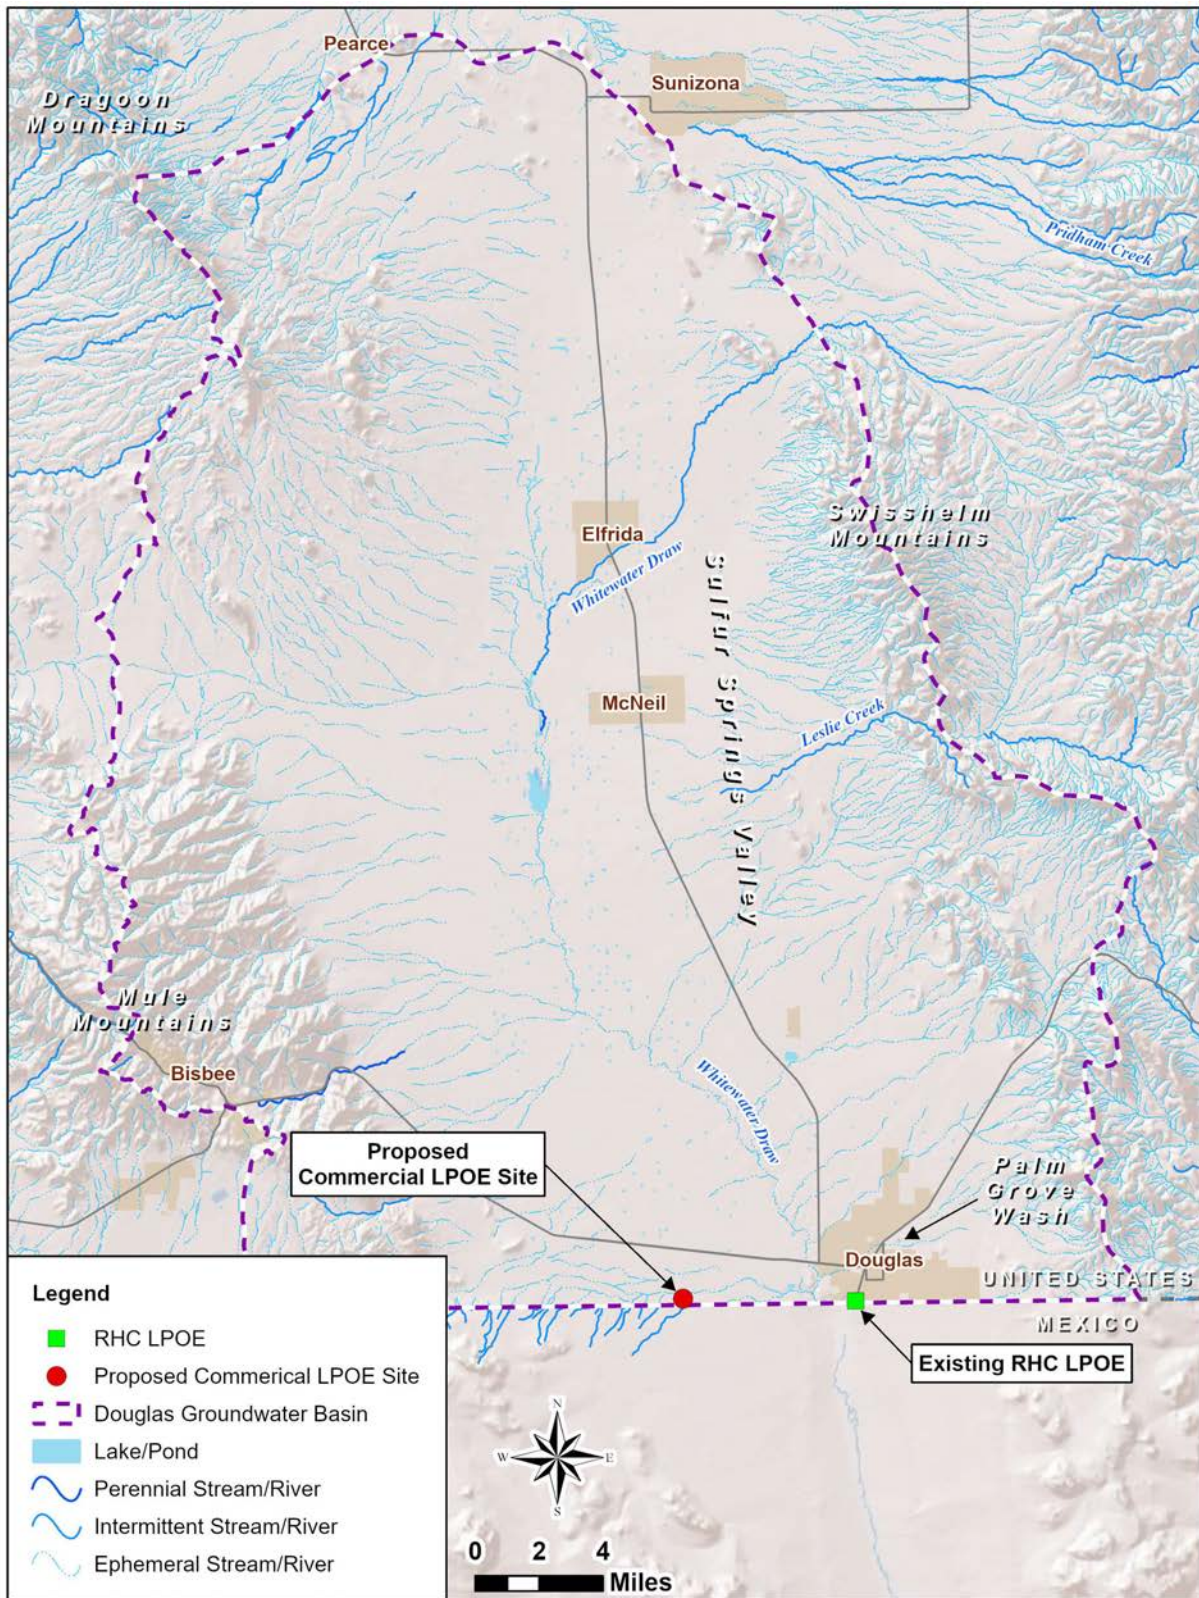 Pearce
Sunizona
Dragoon
Mountains
Pridham Creek
Swisshelm
Mountains
Elfrida
Whitewater Draw
Sulfur Springs Valley
McNeil
Leslie Creek
Mule
Mountains
Bisbee
Whitewater Draw
Proposed
Commercial LPOE Site
Palm
Grove
Wash
Douglas
UNITED STATES
MEXICO
Existing RHC LPOE
Legend
RHC LPOE
Proposed Commerical LPOE Site
Douglas Groundwater Basin
Lake/Pond
Perennial Stream/River
Intermittent Stream/River
Ephemeral Stream/River
N
W E
S
0 2 4
Miles